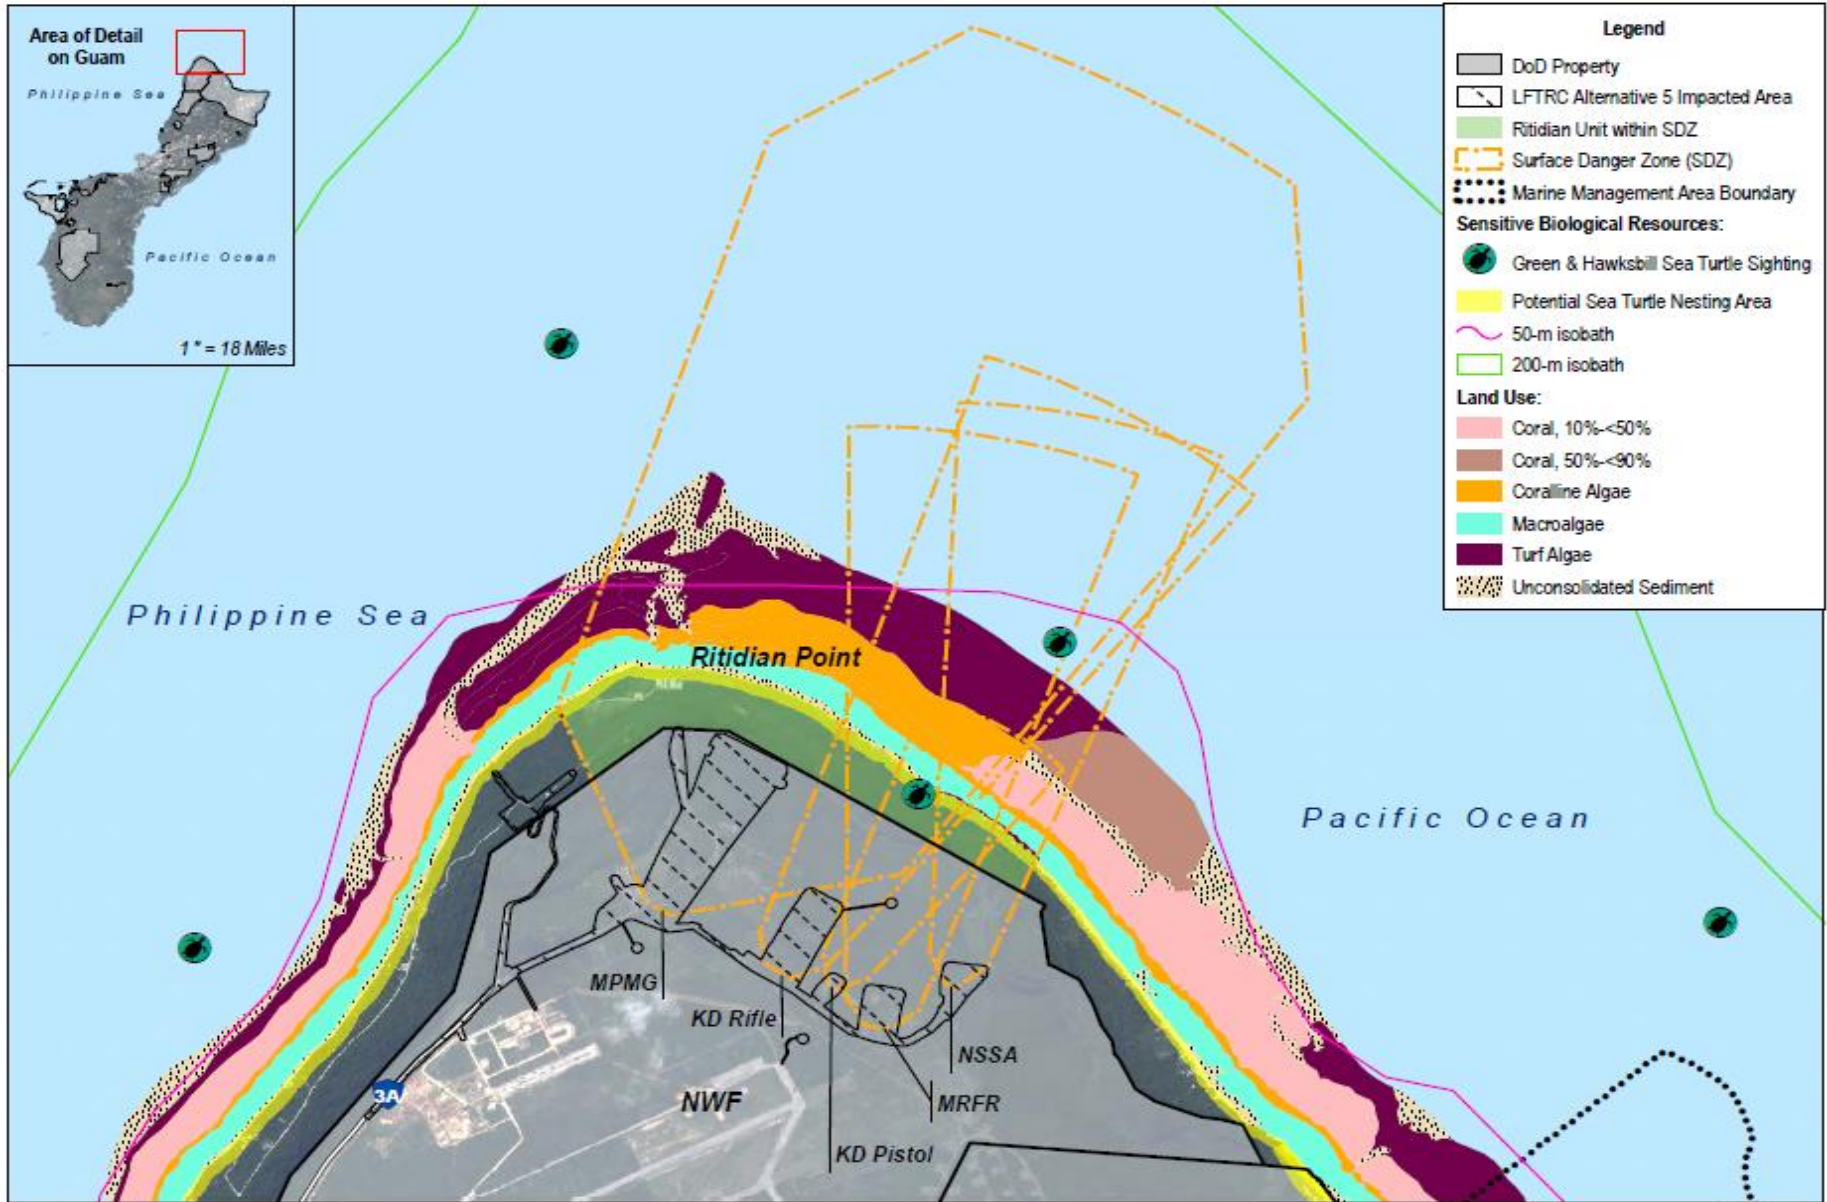 Area of Detail
on Guam
Philippine Sea
Pacific Ocean
1" = 18 Miles
Legend
DoD Property
LFTRC Alternative 5 Impacted Area
Ritidian Unit within SDZ
Surface Danger Zone (SDZ)
Marine Management Area Boundary
Sensitive Biological Resources:
Green & Hawksbill Sea Turtle Sighting
Potential Sea Turtle Nesting Area
50-m isobath
200-m isobath
Land Use:
Coral, 10%-<50%
Coral, 50%-<90%
Coralline Algae
Macroalgae
Turf Algae
Unconsolidated Sediment
Philippine Sea
Ritidian Point
Pacific Ocean
MPMG
KD Rifle
NSSA
3A
NWF
MRFR
KD Pistol